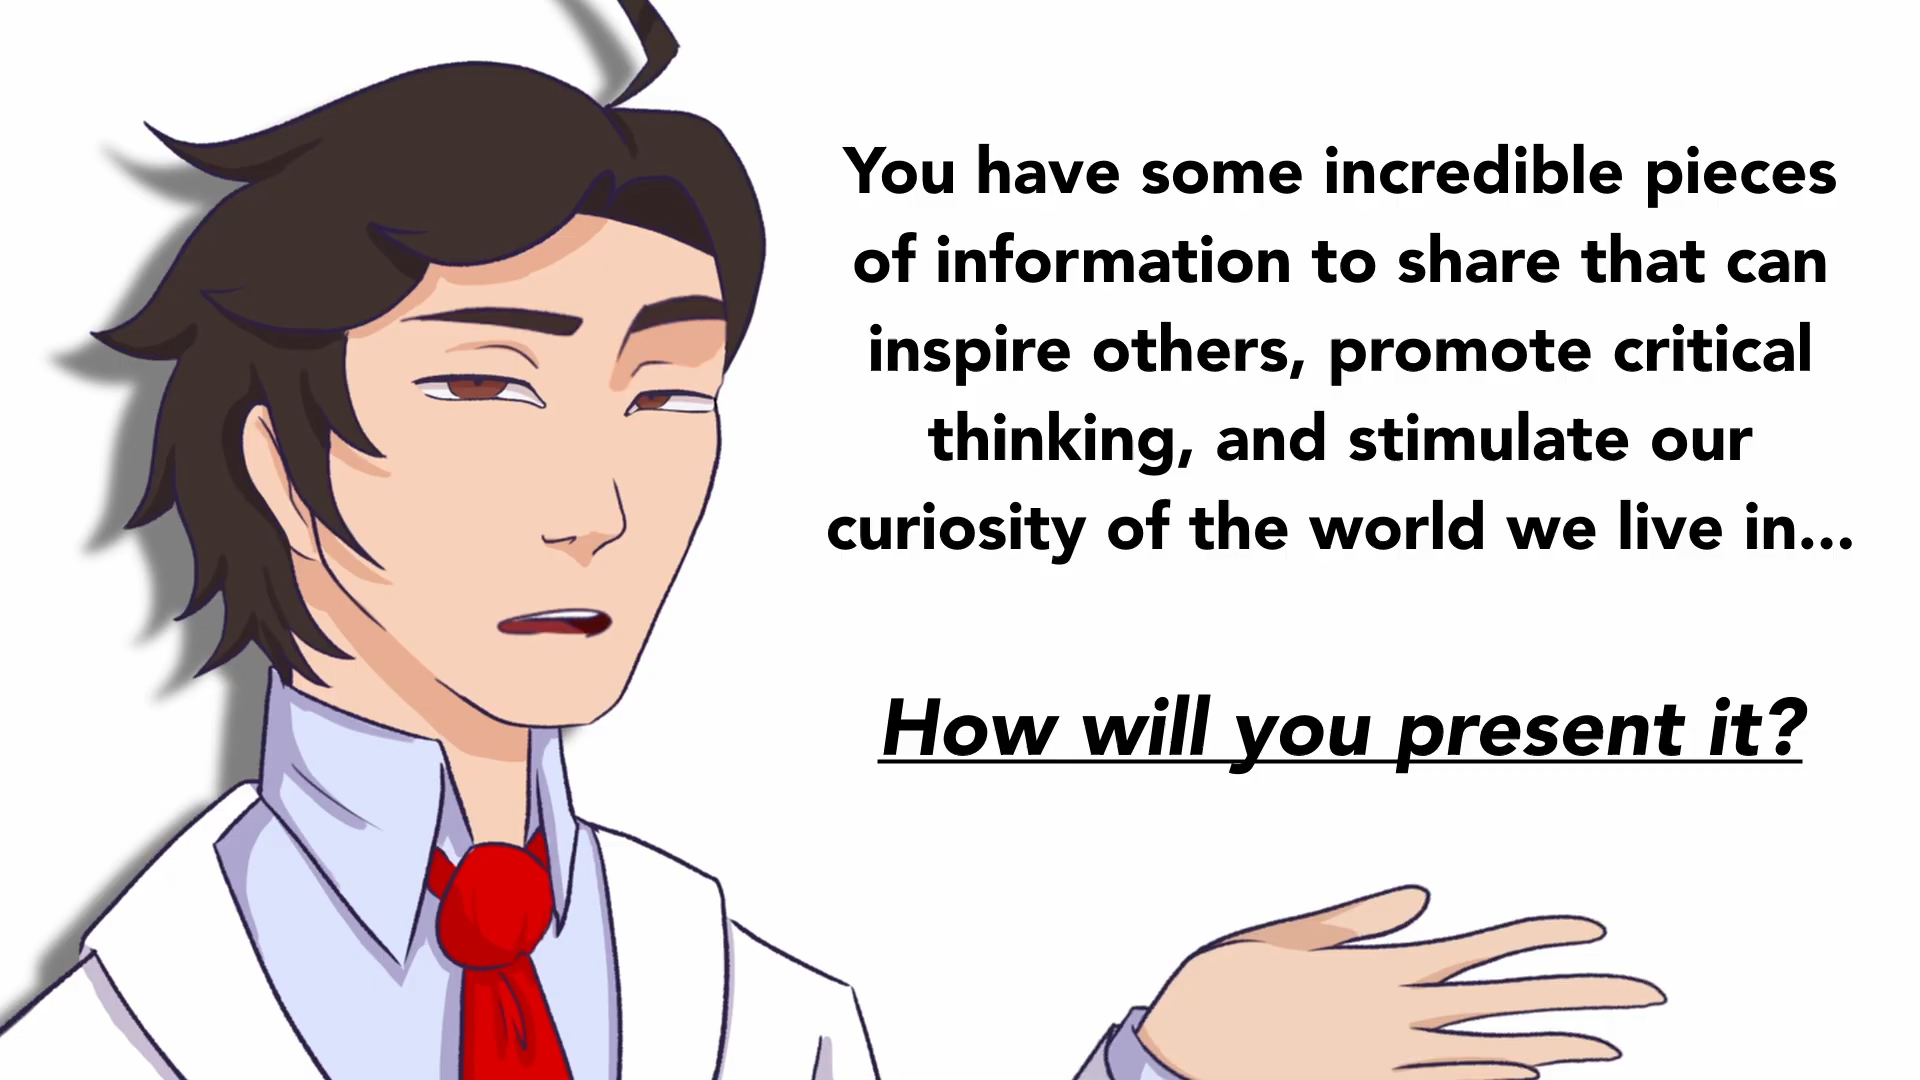 You have some incredible pieces
of information to share that can
inspire others, promote critical
thinking, and stimulate our
curiosity of the world we live in...
How will you present it?